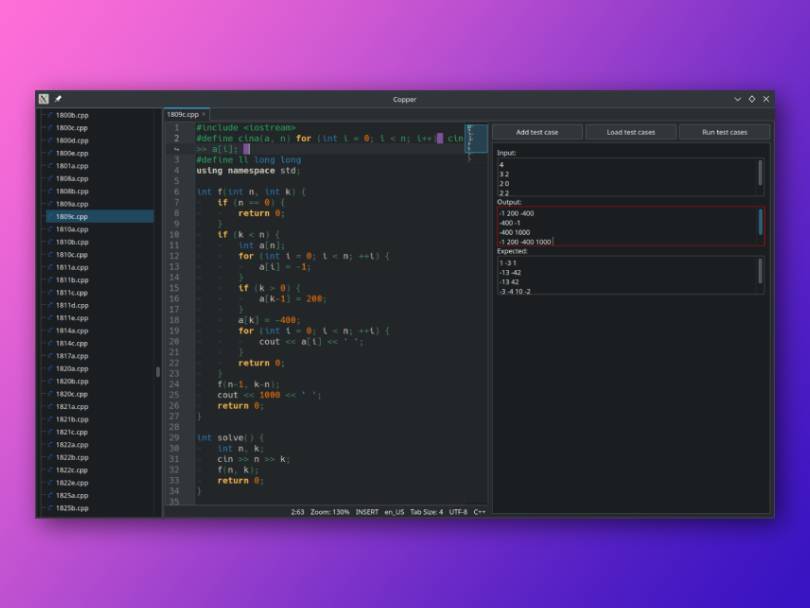 Copper
1800b.cpp
1800c.cpp
1800d.cpp
1800e.cpp
1801a.cpp
1808a.cpp
1808b.cpp
1809a.cpp
1809c.cpp
1810a.cpp
1810b.cpp
1810c.cpp
1811a.cpp
1811b.cpp
1811c.cpp
1811d.cpp
1811e.cpp
1814a.cpp
1814c.cpp
1817a.cpp
1820a.cpp
1820b.cpp
1820c.cpp
1821a.cpp
1821b.cpp
1821c.cpp
1822a.cpp
1822b.cpp
1822c.cpp
1822e.cpp
1825a.cpp
1825b.cpp
1809c.cpp
1 #include <iostream>
2 #define cina(a, n) for (int i = 0; i < n; i++) cin
>> a[i];
3 #define ll long long
4 using namespace std;
5
6 int f(int n, int k) {
7 if (n == 0) {
8 return 0;
9 }
10 if (k < n) {
11 int a[n];
12 for (int i = 0; i < n; ++i) {
13 a[i] = -1;
14 }
15 if (k > 0) {
16 a[k-1] = 200;
17 }
18 a[k] = -400;
19 for (int i = 0; i < n; ++i) {
20 cout << a[i] << ' ';
21 }
22 return 0;
23 }
24 f(n-1, k-n);
25 cout << 1000 << ' ';
26 return 0;
27 }
28
29 int solve() {
30 int n, k;
31 cin >> n >> k;
32 f(n, k);
33 return 0;
34 }
35
2:63 Zoom: 130% INSERT en_US Tab Size: 4 UTF-8 C++
Add test case Load test cases Run test cases
Input:
4
3 2
2 0
2 2
Output:
-1 200 -400
-400 -1
-400 1000
-1 200 -400 1000
Expected:
1 -3 1
-13 -42
-13 42
-3 -4 10 -2